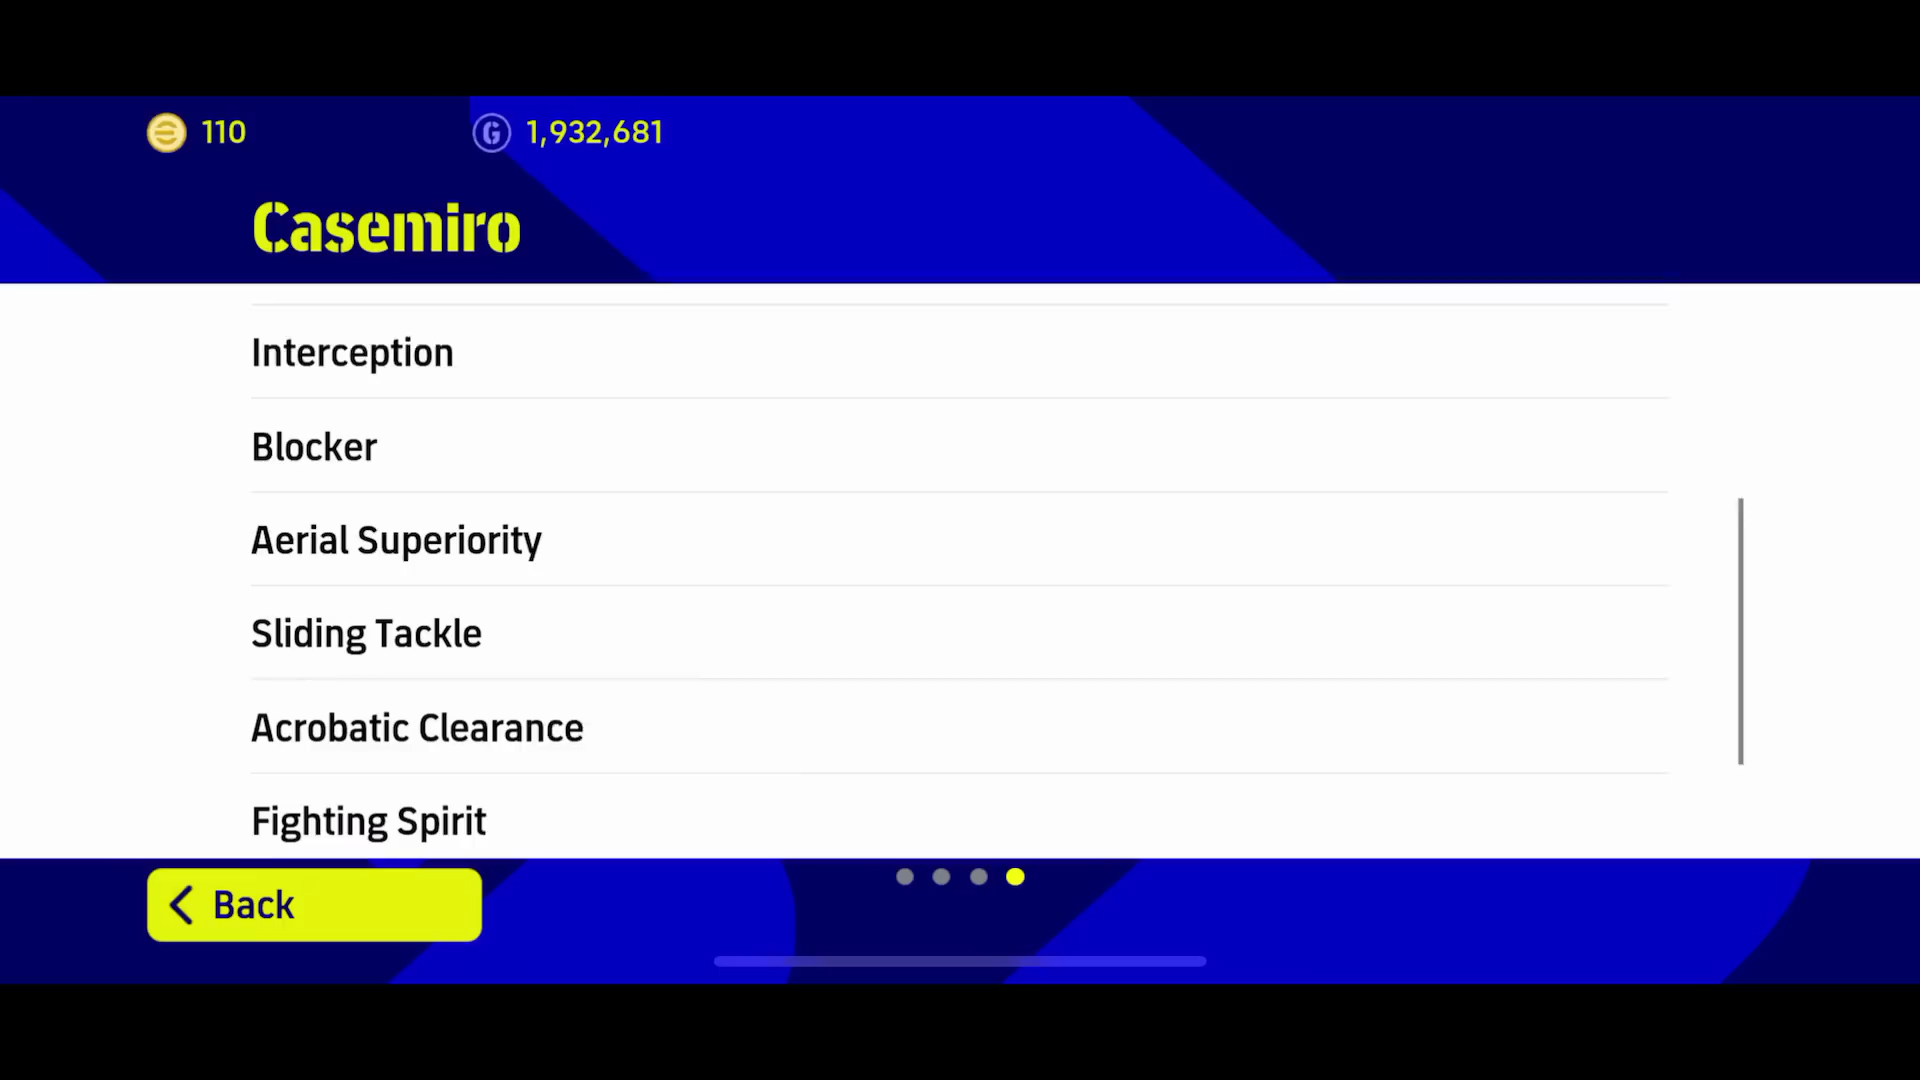 110
1,932,681
Casemiro
Interception
Blocker
Aerial Superiority
Sliding Tackle
Acrobatic Clearance
Fighting Spirit
Back